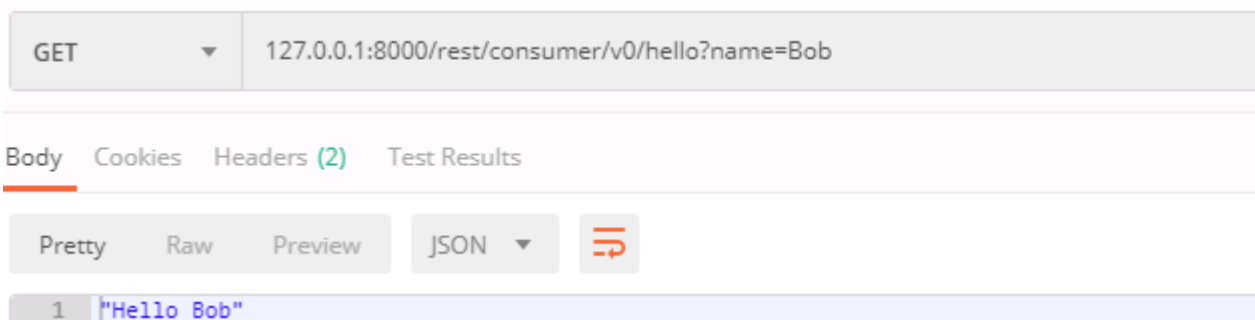 GET 127.0.0.1:8000/rest/consumer/v0/hello?name=Bob
Body Cookies Headers (2) Test Results
Pretty Raw Preview JSON
1 "Hello Bob"